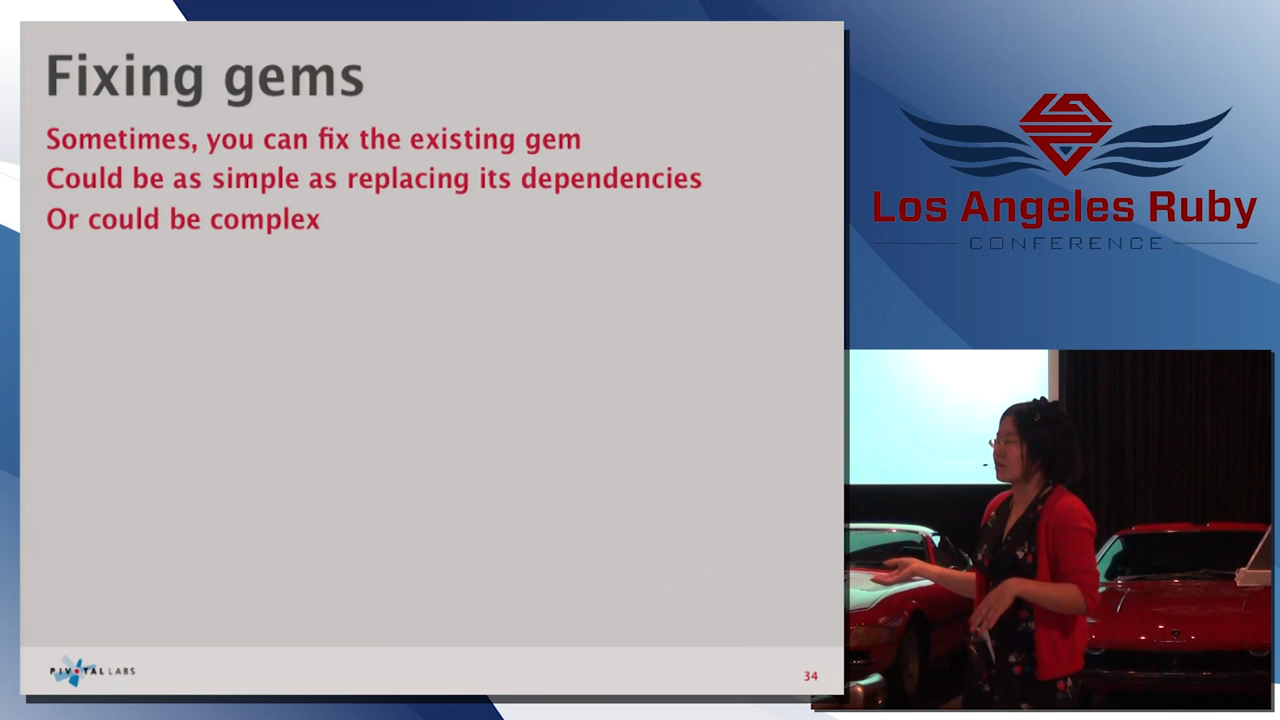 Fixing gems
Sometimes, you can fix the existing gem
Could be as simple as replacing its dependencies
Or could be complex
PIVOTAL LABS
34
Los Angeles Ruby
CONFERENCE